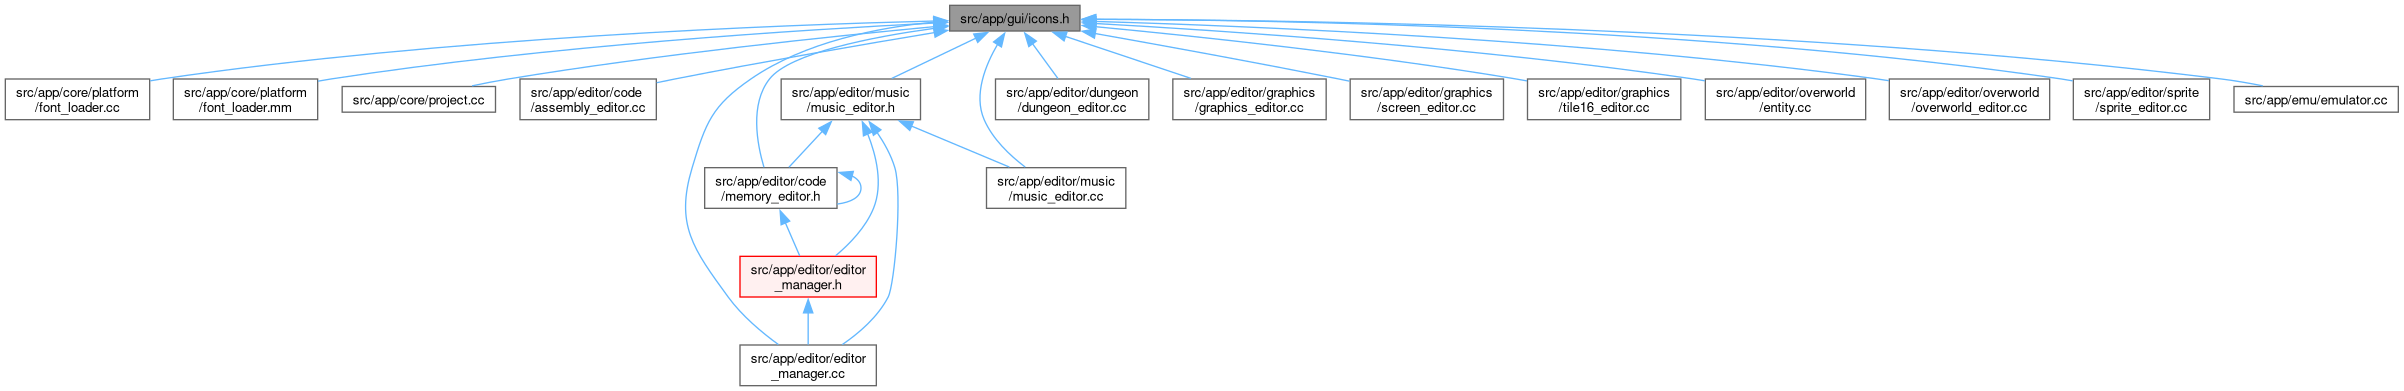 src/app/gui/icons.h
src/app/core/platform
/font_loader.cc
src/app/core/platform
/font_loader.mm
src/app/core/project.cc
src/app/editor/code
/assembly_editor.cc
src/app/editor/music
/music_editor.h
src/app/editor/dungeon
/dungeon_editor.cc
src/app/editor/graphics
/graphics_editor.cc
src/app/editor/graphics
/screen_editor.cc
src/app/editor/graphics
/tile16_editor.cc
src/app/editor/overworld
/entity.cc
src/app/editor/overworld
/overworld_editor.cc
src/app/editor/sprite
/sprite_editor.cc
src/app/emu/emulator.cc
src/app/editor/code
/memory_editor.h
src/app/editor/music
/music_editor.cc
src/app/editor/editor
_manager.h
src/app/editor/editor
_manager.cc